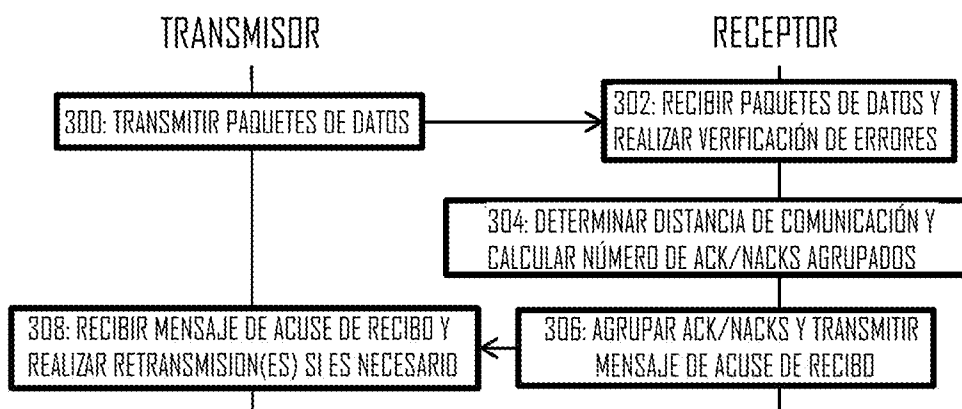 TRANSMISOR
RECEPTOR
300: TRANSMITIR PAQUETES DE DATOS
302: RECIBIR PAQUETES DE DATOS Y
REALIZAR VERIFICACIÓN DE ERRORES
304: DETERMINAR DISTANCIA DE COMUNICACIÓN Y
CALCULAR NÚMERO DE ACK/NACKS AGRUPADOS
308: RECIBIR MENSAJE DE ACUSE DE RECIBO Y
REALIZAR RETRANSMISION(ES) SI ES NECESARIO
306: AGRUPAR ACK/NACKS Y TRANSMITIR
MENSAJE DE ACUSE DE RECIBO